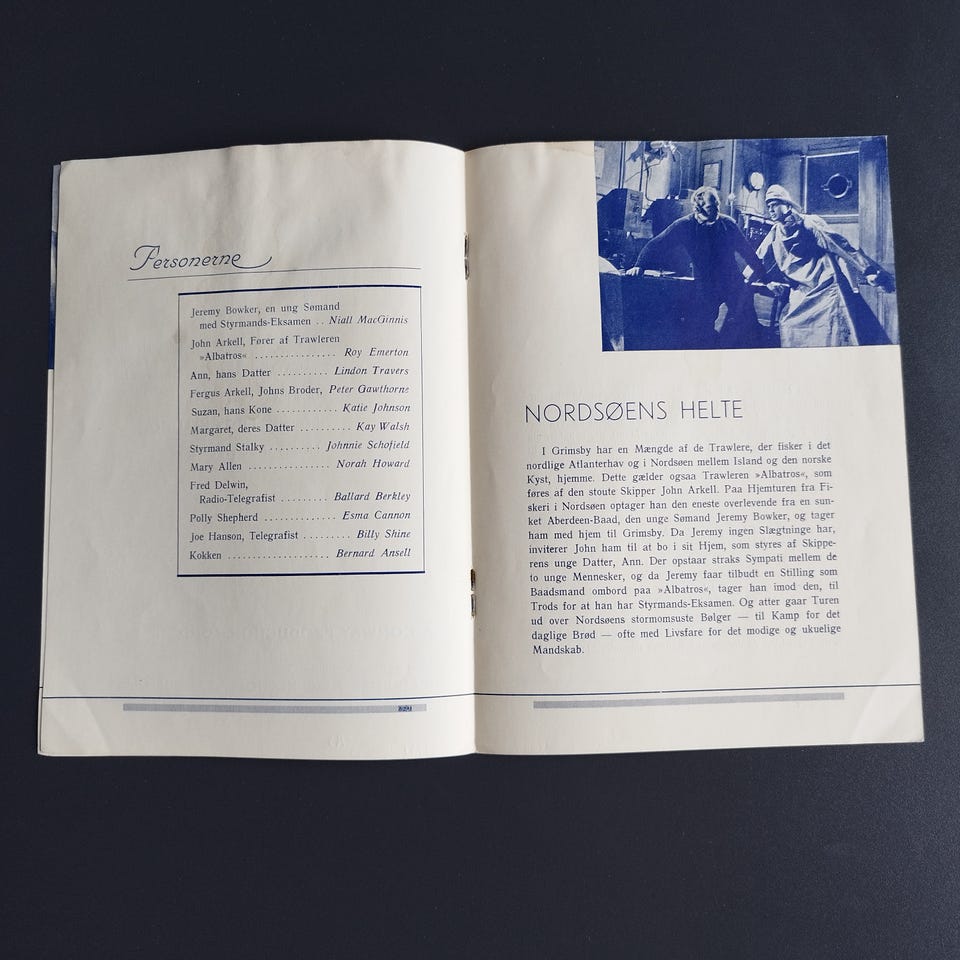 Personerne
Jeremy Bowker, en ung Sømand
med Styrmands-Eksamen .. Niall MacGinnis
John Arkell, Fører af Trawleren
»Albatros« ................ Roy Emerton
Ann, hans Datter .......... Lindon Travers
Fergus Arkell, Johns Broder, Peter Gawthorne
Suzan, hans Kone ........... Katie Johnson
Margaret, deres Datter .......... Kay Walsh
Styrmand Stalky ......... Johnnie Schofield
Mary Allen ................ Norah Howard
Fred Delwin,
Radio-Telegrafist ......... Ballard Berkley
Polly Shepherd .............. Esma Cannon
Joe Hanson, Telegrafist ......... Billy Shine
Kokken ................... Bernard Ansell
NORDSØENS HELTE
I Grimsby har en Mængde af de Trawlere, der fisker i det
nordlige Atlanterhav og i Nordsøen mellem Island og den norske
Kyst, hjemme. Dette gælder ogsaa Trawleren »Albatros«, som
føres af den stoute Skipper John Arkell. Paa Hjemturen fra Fi-
skeri i Nordsøen optager han den eneste overlevende fra en sun-
ket Aberdeen-Baad, den unge Sømand Jeremy Bowker, og tager
ham med hjem til Grimsby. Da Jeremy ingen Slægtninge har,
inviterer John ham til at bo i sit Hjem, som styres af Skippe-
rens unge Datter, Ann. Der opstaar straks Sympati mellem de
to unge Mennesker, og da Jeremy faar tilbudt en Stilling som
Baadsmand ombord paa »Albatros«, tager han imod den, til
Trods for at han har Styrmands-Eksamen. Og atter gaar Turen
ud over Nordsøens stormomsuste Bølger — til Kamp for det
daglige Brød — ofte med Livsfare for det modige og ukuelige
Mandskab.